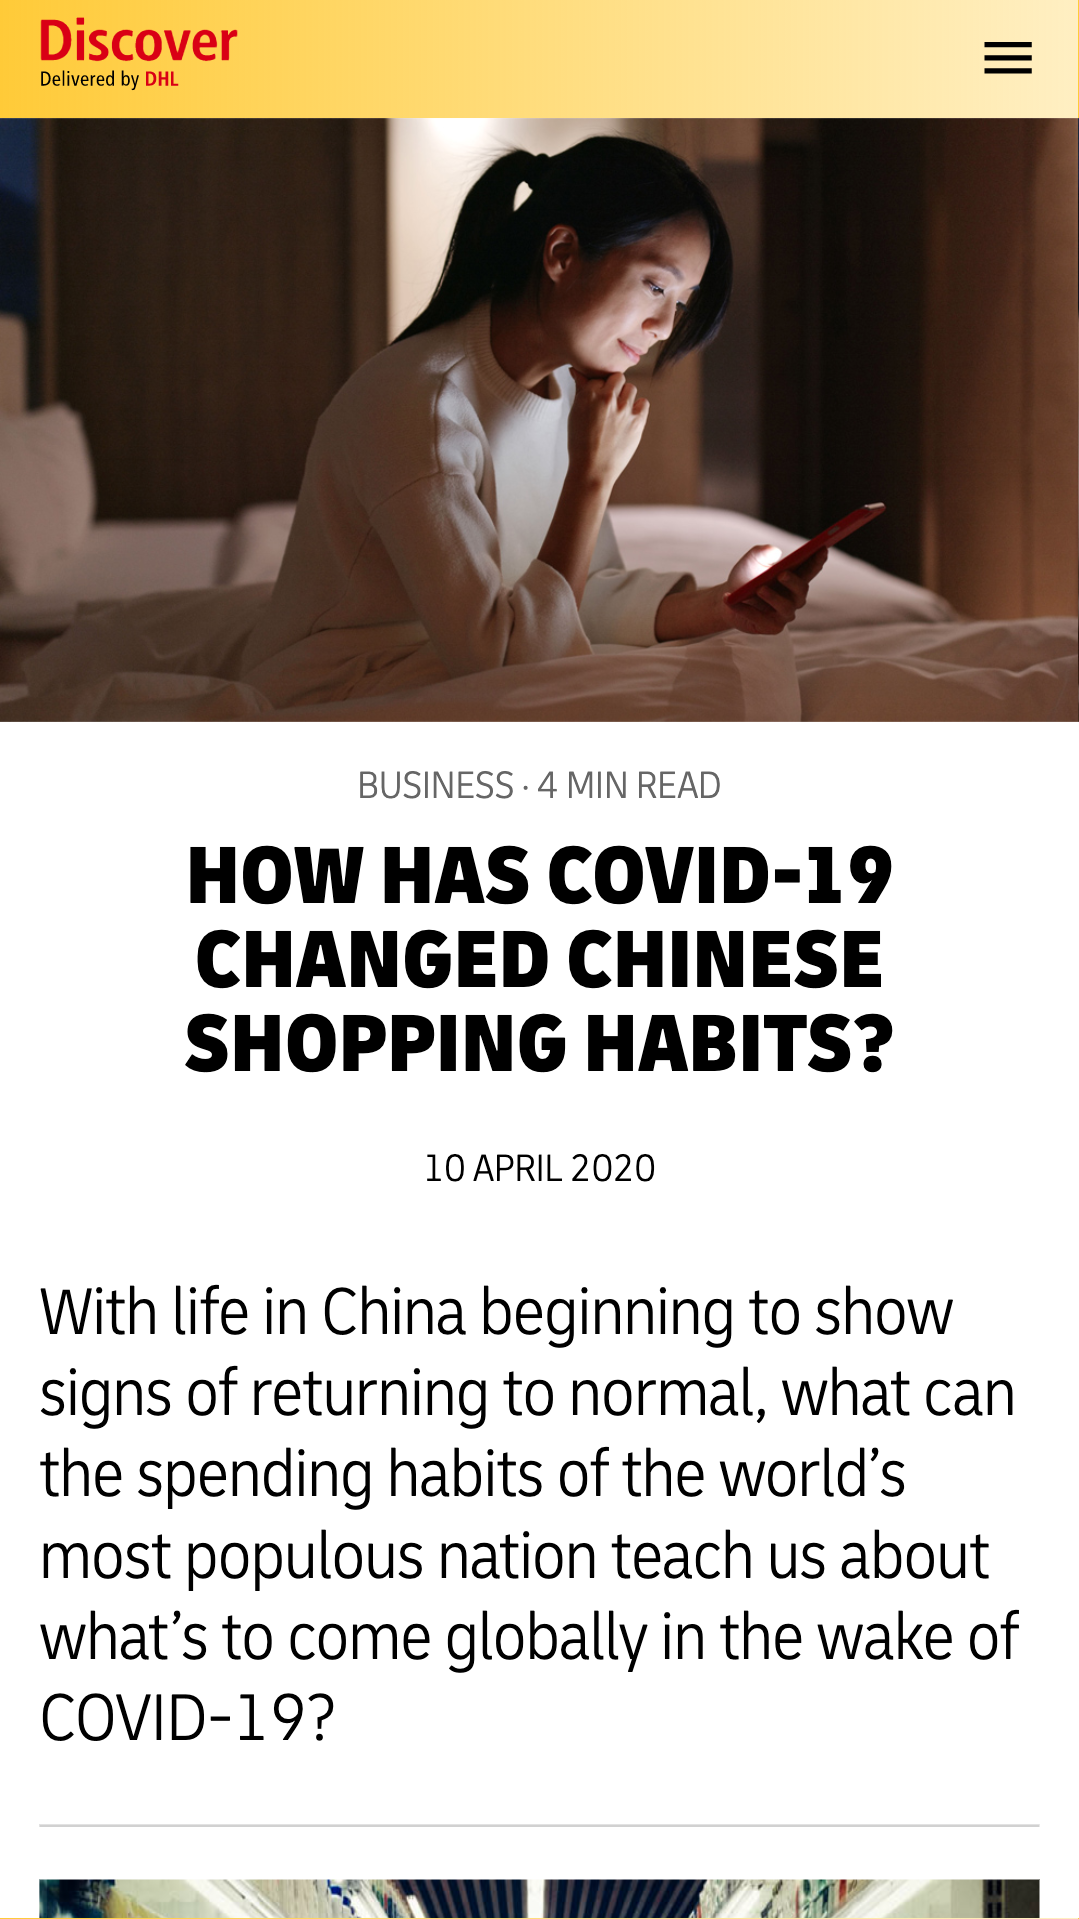 Discover
Delivered by DHL
BUSINESS · 4 MIN READ
HOW HAS COVID-19
CHANGED CHINESE
SHOPPING HABITS?
10 APRIL 2020
With life in China beginning to show
signs of returning to normal, what can
the spending habits of the world’s
most populous nation teach us about
what’s to come globally in the wake of
COVID-19?